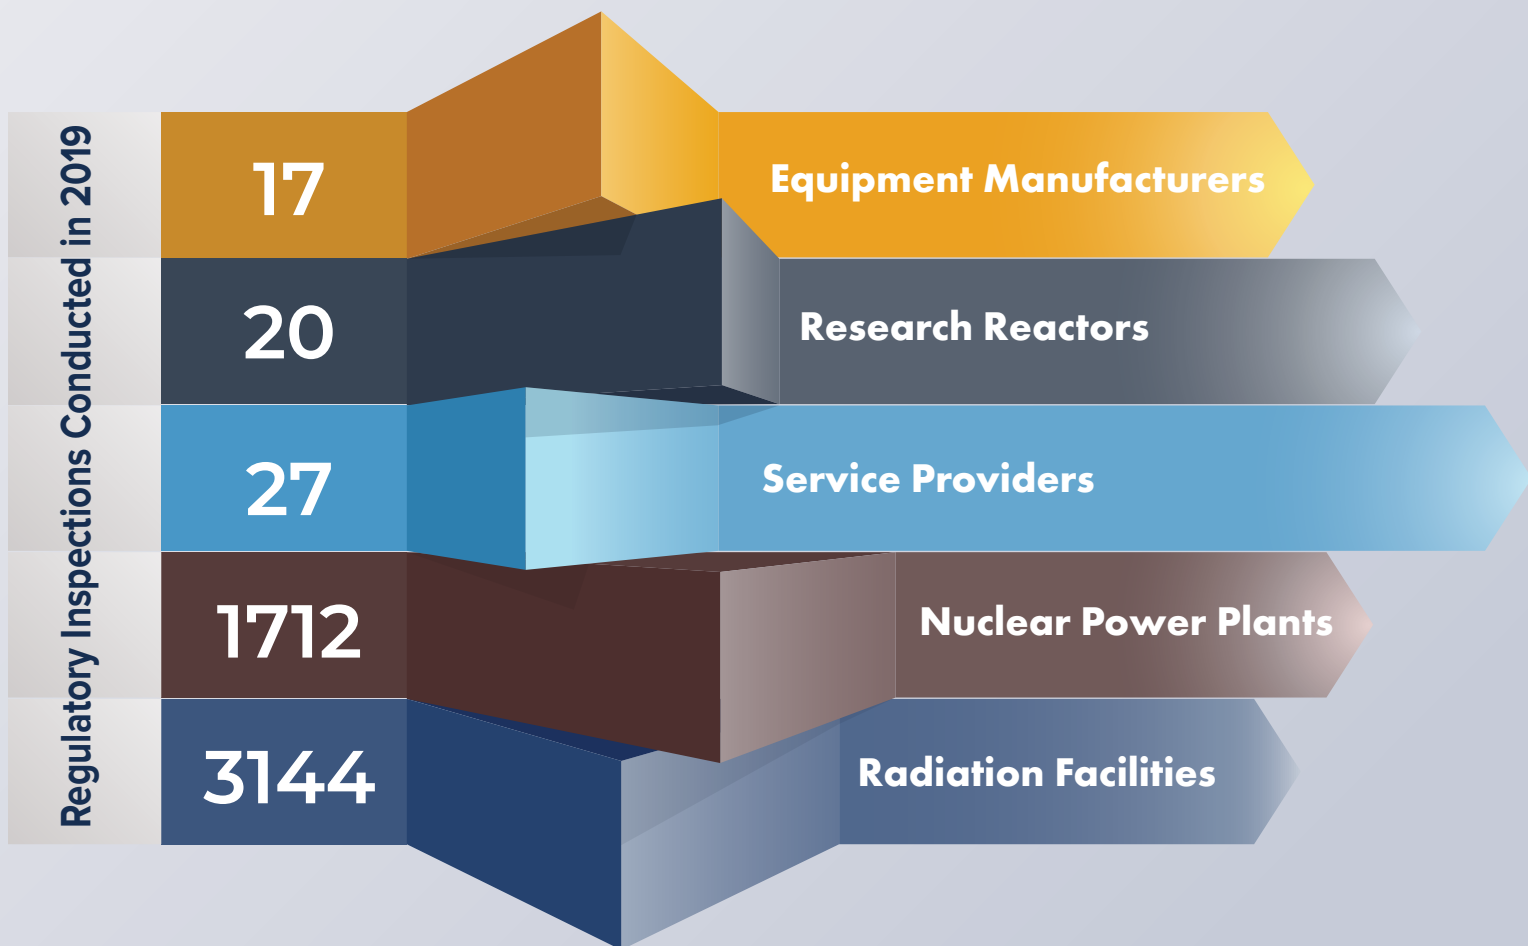 Regulatory Inspections Conducted in 2019
17
Equipment Manufacturers
20
Research Reactors
27
Service Providers
1712
Nuclear Power Plants
3144
Radiation Facilities